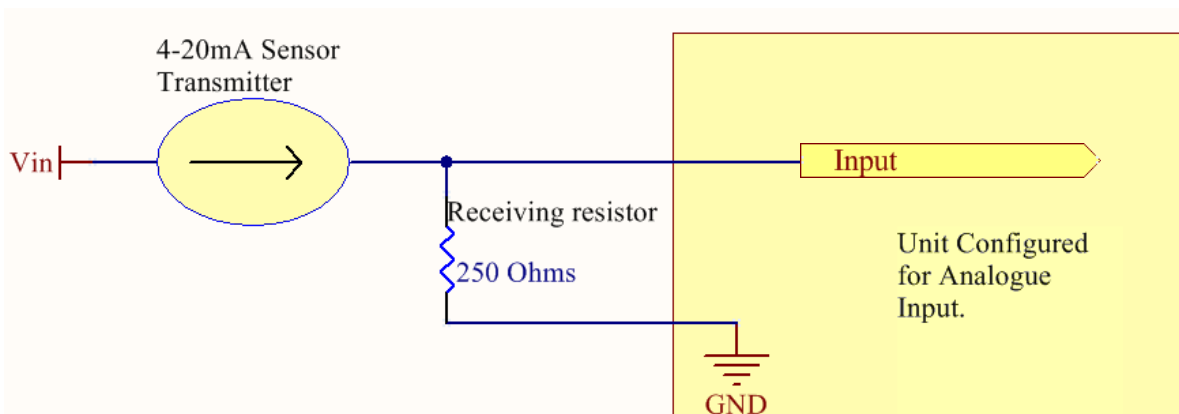 4-20mA Sensor
Transmitter
Vin
Input
Receiving resistor
250 Ohms
Unit Configured
for Analogue
Input.
GND